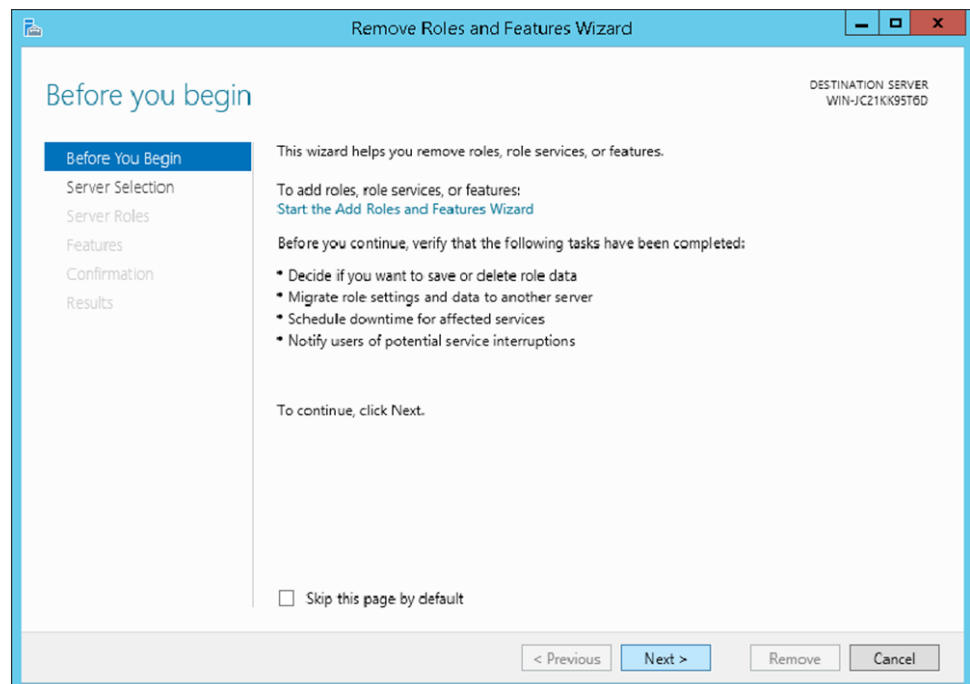 Remove Roles and Features Wizard
Before you begin
DESTINATION SERVER
WIN-JC21KK95T6D
Before You Begin
Server Selection
Server Roles
Features
Confirmation
Results
This wizard helps you remove roles, role services, or features.
To add roles, role services, or features:
Start the Add Roles and Features Wizard
Before you continue, verify that the following tasks have been completed:
* Decide if you want to save or delete role data
* Migrate role settings and data to another server
* Schedule downtime for affected services
* Notify users of potential service interruptions
To continue, click Next.
Skip this page by default
< Previous
Next >
Remove
Cancel